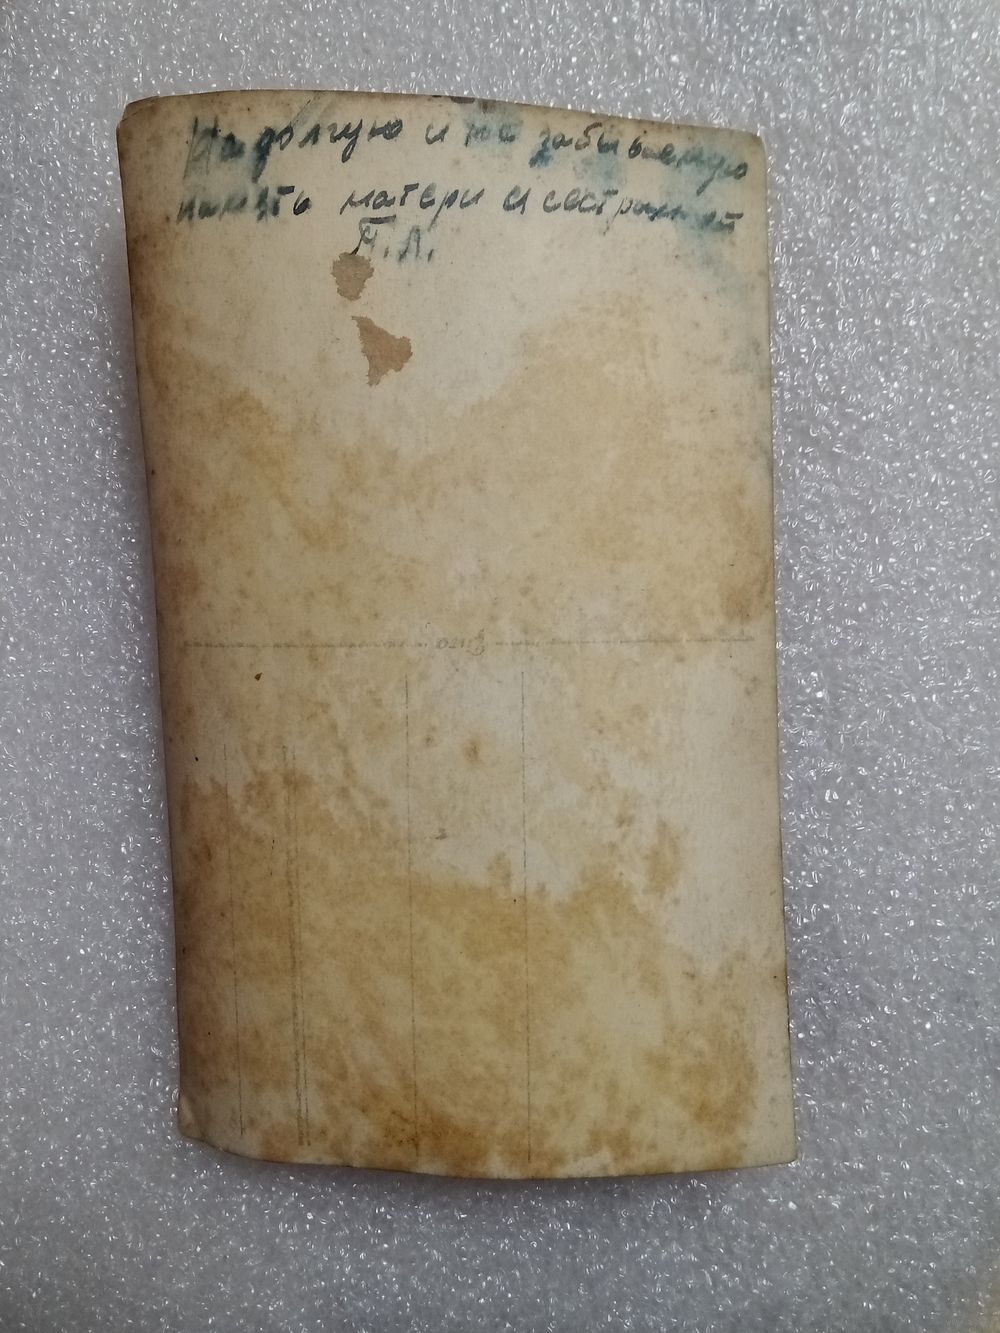 На долгую и не забываемую
память матери и сестрам от
П. Л.